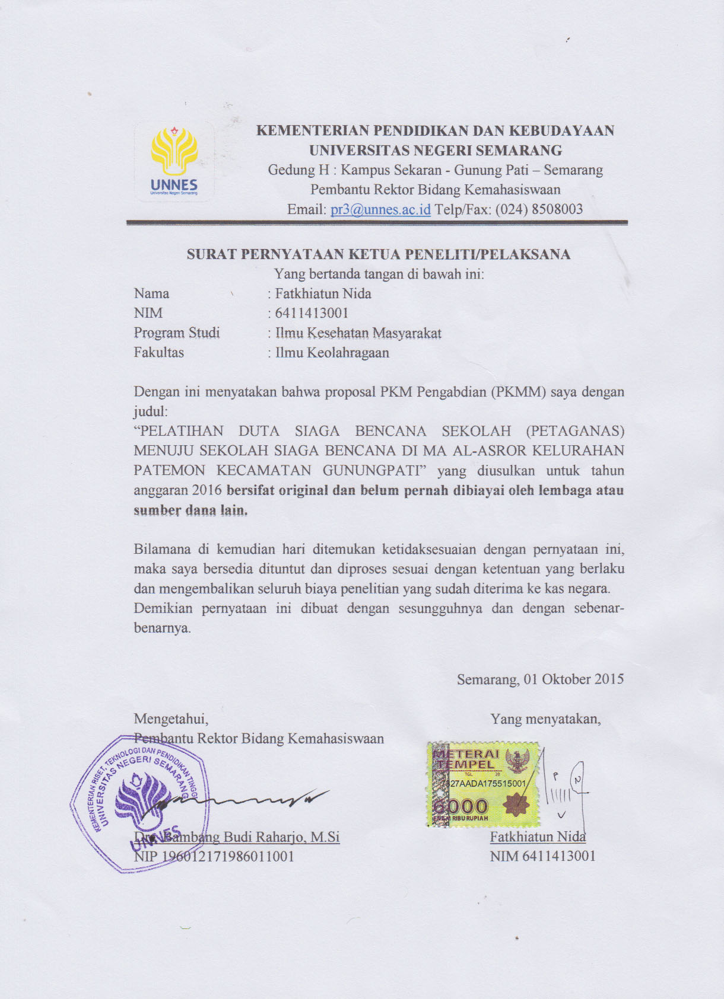 UNNES
Universitas Negeri Semarang
KEMENTERIAN PENDIDIKAN DAN KEBUDAYAAN
UNIVERSITAS NEGERI SEMARANG
Gedung H : Kampus Sekaran - Gunung Pati – Semarang
Pembantu Rektor Bidang Kemahasiswaan
Email: pr3@unnes.ac.id Telp/Fax: (024) 8508003
SURAT PERNYATAAN KETUA PENELITI/PELAKSANA
Yang bertanda tangan di bawah ini:
Nama : Fatkhiatun Nida
NIM : 6411413001
Program Studi : Ilmu Kesehatan Masyarakat
Fakultas : Ilmu Keolahragaan
Dengan ini menyatakan bahwa proposal PKM Pengabdian (PKMM) saya dengan
judul:
“PELATIHAN DUTA SIAGA BENCANA SEKOLAH (PETAGANAS)
MENUJU SEKOLAH SIAGA BENCANA DI MA AL-ASROR KELURAHAN
PATEMON KECAMATAN GUNUNGPATI” yang diusulkan untuk tahun
anggaran 2016 bersifat original dan belum pernah dibiayai oleh lembaga atau
sumber dana lain.
Bilamana di kemudian hari ditemukan ketidaksesuaian dengan pernyataan ini,
maka saya bersedia dituntut dan diproses sesuai dengan ketentuan yang berlaku
dan mengembalikan seluruh biaya penelitian yang sudah diterima ke kas negara.
Demikian pernyataan ini dibuat dengan sesungguhnya dan dengan sebenar-
benarnya.
Semarang, 01 Oktober 2015
Mengetahui,
Pembantu Rektor Bidang Kemahasiswaan
Yang menyatakan,
KEMENTERIAN RISET, TEKNOLOGI DAN PENDIDIKAN TINGGI
UNIVERSITAS NEGERI SEMARANG
UNNES
METERAI
TEMPEL
TGL. 20
7327AADA175515001
6000
ENAM RIBU RUPIAH
Drs. Bambang Budi Raharjo, M.Si
NIP 196012171986011001
Fatkhiatun Nida
NIM 6411413001